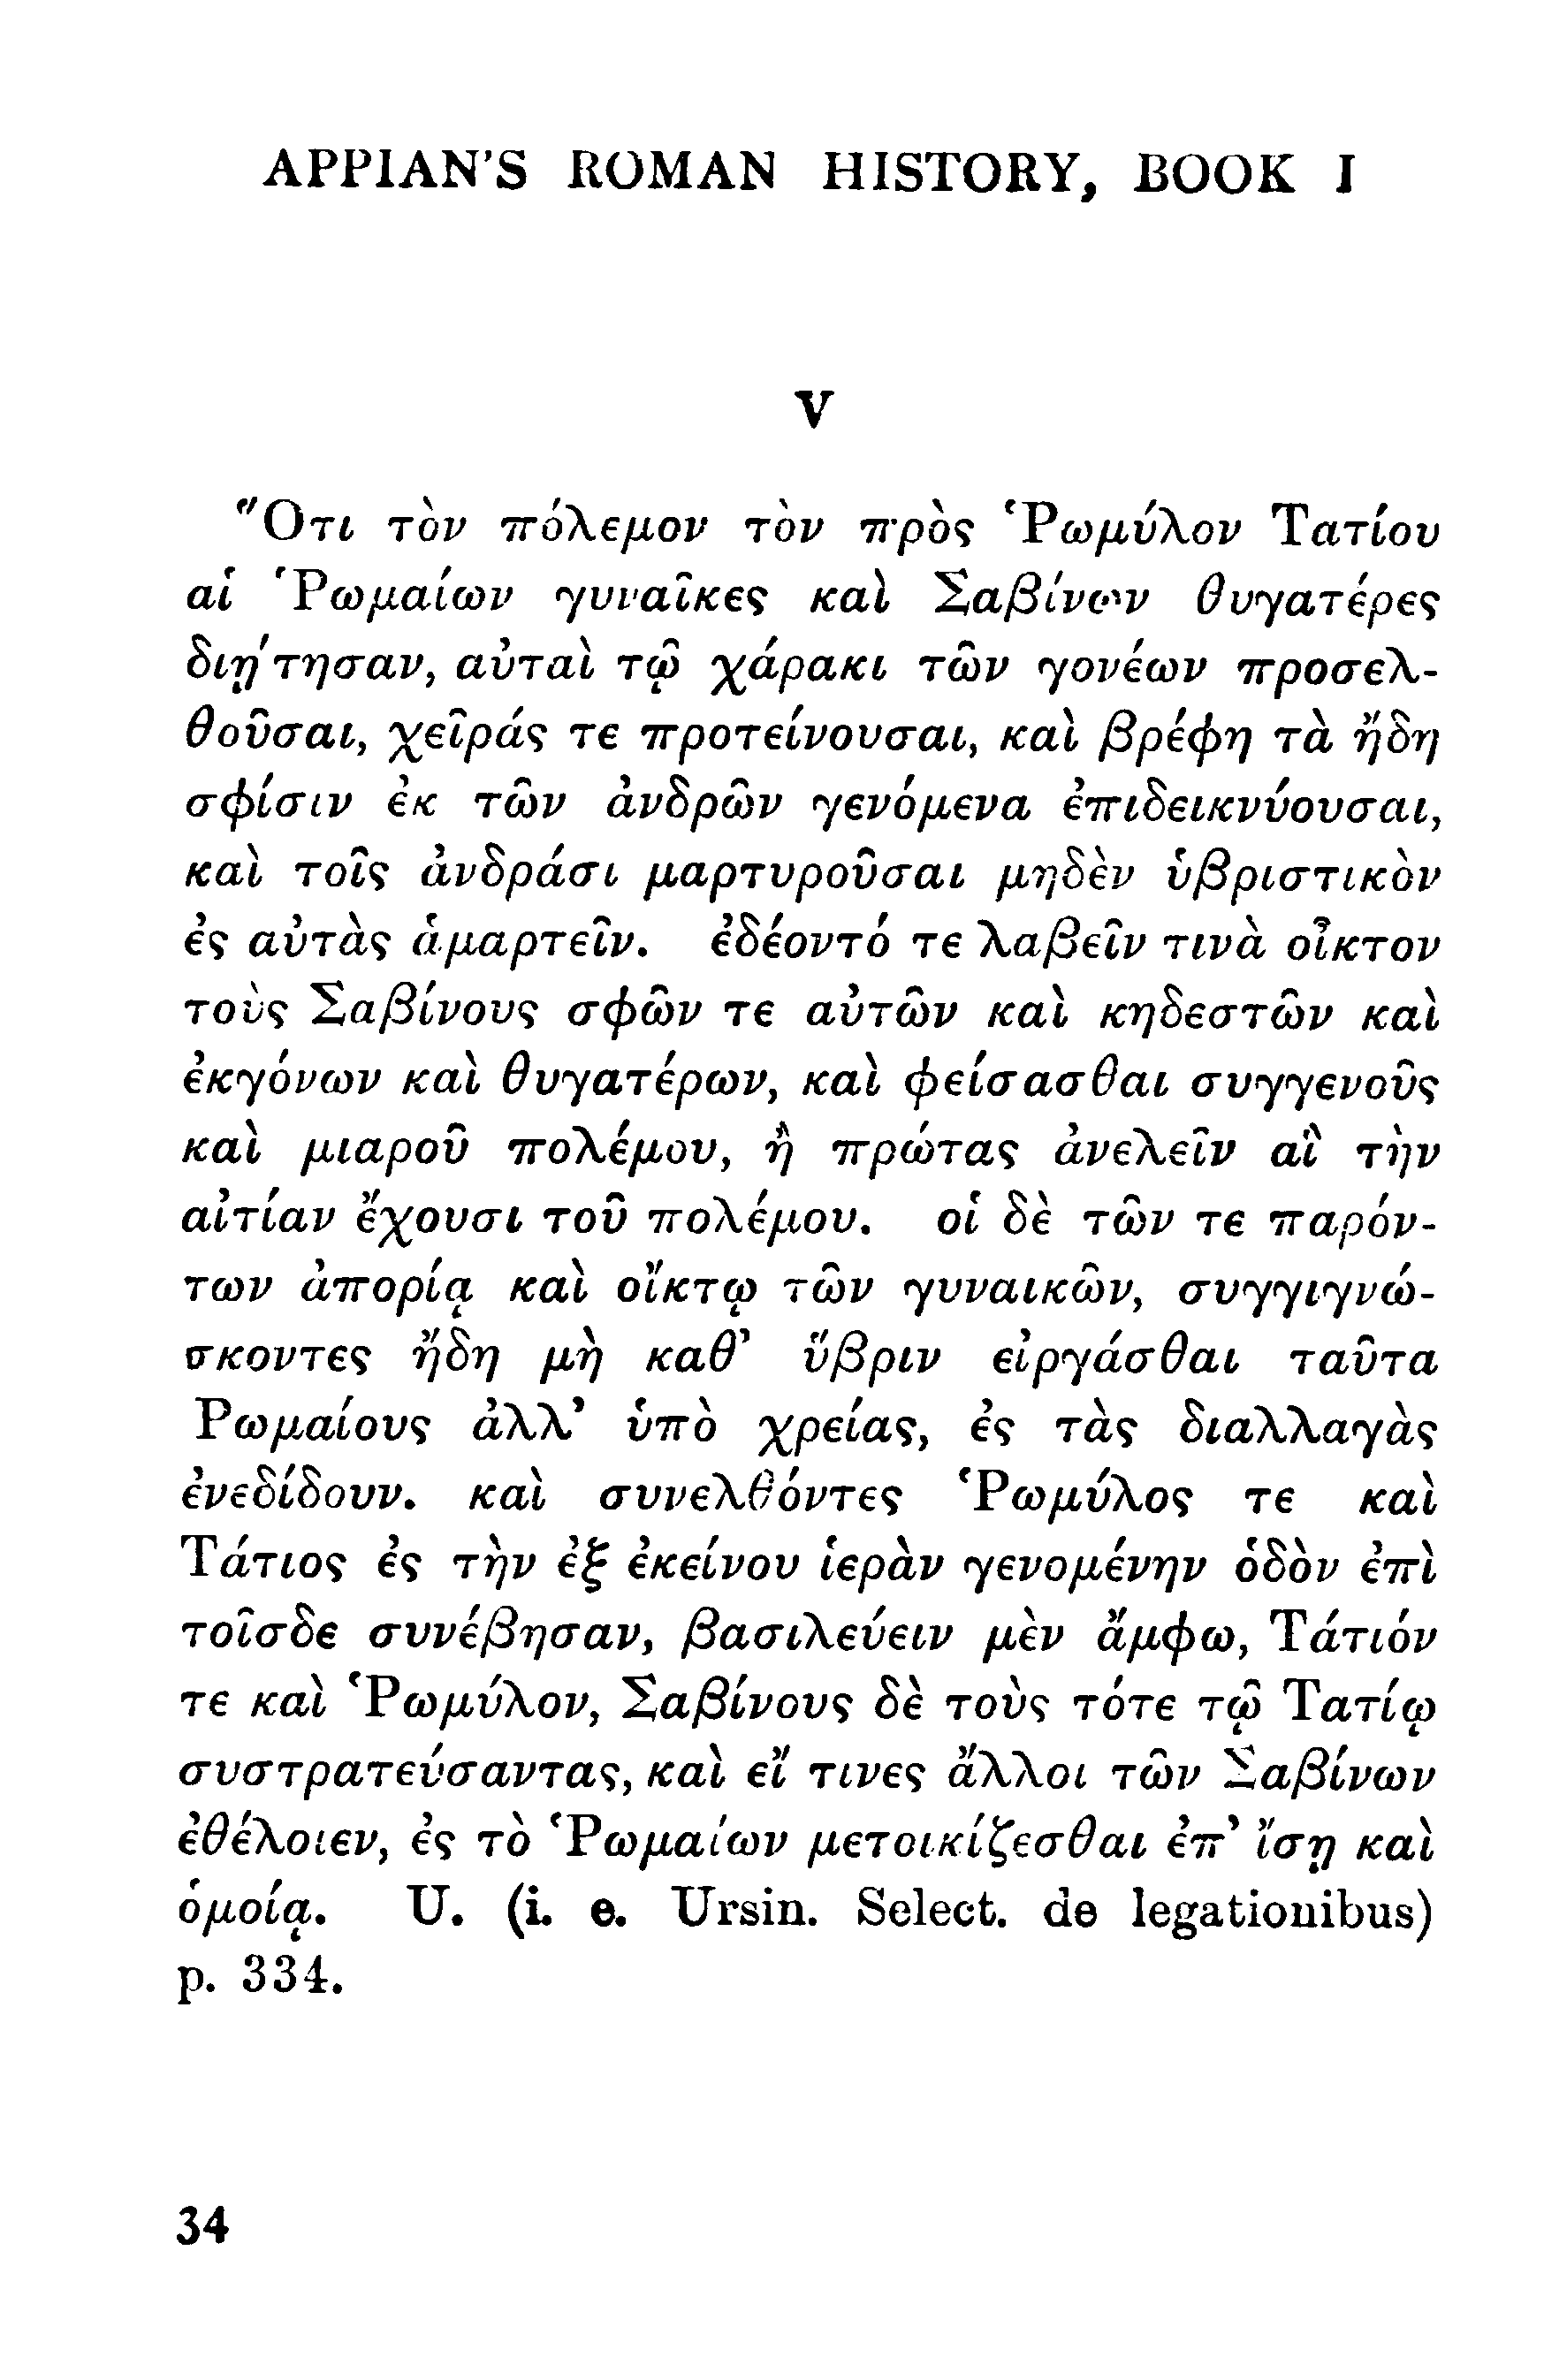 APPIAN'S ROMAN HISTORY, BOOK I
V
Ὅτι τὸν πόλεμον τὸν πρὸς Ῥωμύλον Τατίου
αἱ Ῥωμαίων γυναῖκες καὶ Σαβίνων θυγατέρες
διῄτησαν, αὐταὶ τῷ χάρακι τῶν γονέων προσελ-
θοῦσαι, χεῖράς τε προτείνουσαι, καὶ βρέφη τὰ ἤδη
σφίσιν ἐκ τῶν ἀνδρῶν γενόμενα ἐπιδεικνύουσαι,
καὶ τοῖς ἀνδράσι μαρτυροῦσαι μηδὲν ὑβριστικὸν
ἐς αὐτὰς ἁμαρτεῖν. ἐδέοντό τε λαβεῖν τινὰ οἶκτον
τοὺς Σαβίνους σφῶν τε αὐτῶν καὶ κηδεστῶν καὶ
ἐκγόνων καὶ θυγατέρων, καὶ φείσασθαι συγγενοῦς
καὶ μιαροῦ πολέμου, ἢ πρώτας ἀνελεῖν αἳ τὴν
αἰτίαν ἔχουσι τοῦ πολέμου. οἱ δὲ τῶν τε παρόν-
των ἀπορίᾳ καὶ οἴκτῳ τῶν γυναικῶν, συγγιγνώ-
σκοντες ἤδη μὴ καθ' ὕβριν εἰργάσθαι ταῦτα
Ρωμαίους ἀλλ' ὑπὸ χρείας, ἐς τὰς διαλλαγὰς
ἐνεδίδουν. καὶ συνελθόντες Ῥωμύλος τε καὶ
Τάτιος ἐς τὴν ἐξ ἐκείνου ἱερὰν γενομένην ὁδὸν ἐπὶ
τοῖσδε συνέβησαν, βασιλεύειν μὲν ἄμφω, Τάτιόν
τε καὶ Ῥωμύλον, Σαβίνους δὲ τοὺς τότε τῷ Τατίῳ
συστρατεύσαντας, καὶ εἴ τινες ἄλλοι τῶν Σαβίνων
ἐθέλοιεν, ἐς τὸ Ῥωμαίων μετοικίζεσθαι ἐπ' ἴσῃ καὶ
ὁμοίᾳ. U. (i. e. Ursin. Select. de legationibus)
p. 334.
34